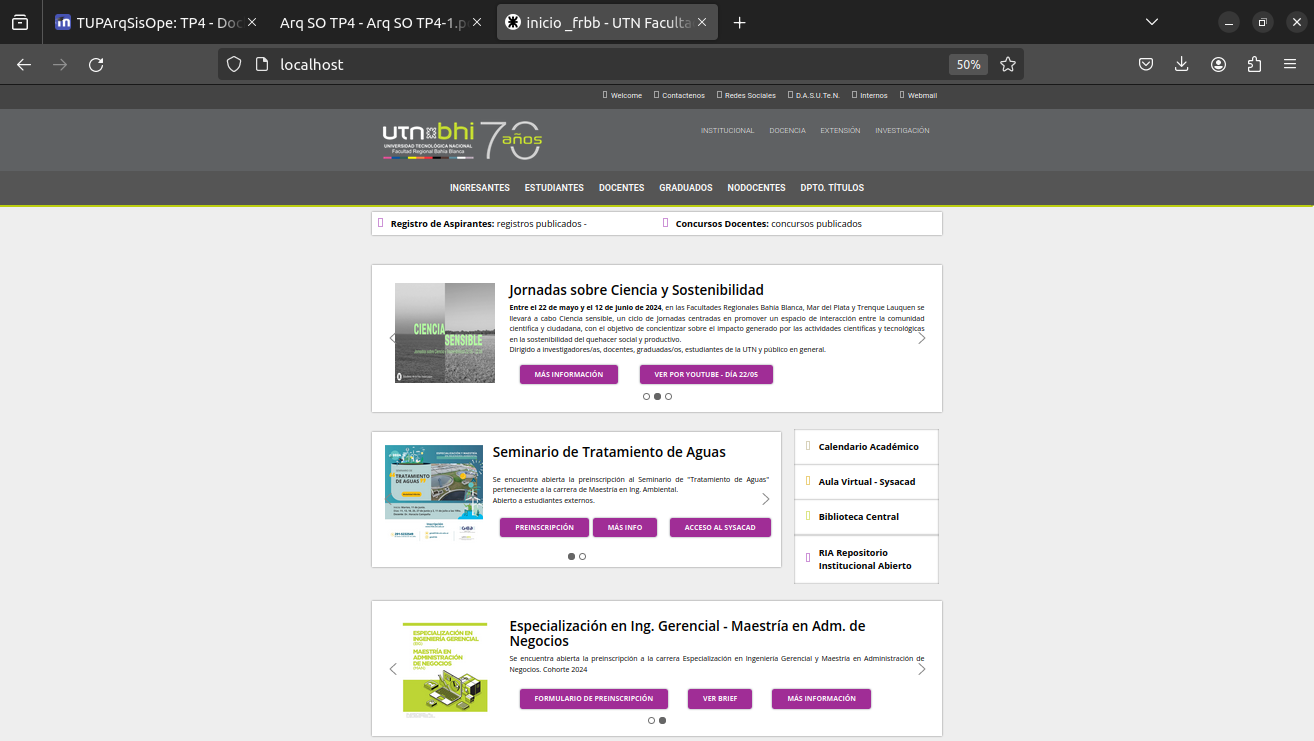 TUPArqSisOpe: TP4 - Doc
Arq SO TP4 - Arq SO TP4-1.p
inicio _frbb - UTN Faculta
localhost
50%
Welcome Contactenos Redes Sociales D.A.S.U.Te.N. Internos Webmail
utn bhi 70 años
UNIVERSIDAD TECNOLÓGICA NACIONAL
Facultad Regional Bahía Blanca
INSTITUCIONAL DOCENCIA EXTENSIÓN INVESTIGACIÓN
INGRESANTES ESTUDIANTES DOCENTES GRADUADOS NODOCENTES DPTO. TÍTULOS
Registro de Aspirantes: registros publicados - Concursos Docentes: concursos publicados
CIENCIA
SENSIBLE
Jornadas sobre Ciencia y Sostenibilidad
Entre el 22 de mayo y el 12 de junio de 2024, en las Facultades Regionales Bahía Blanca, Mar del Plata y Trenque Lauquen se
llevará a cabo Ciencia sensible, un ciclo de Jornadas centradas en promover un espacio de interacción entre la comunidad
científica y ciudadana, con el objetivo de concientizar sobre el impacto generado por las actividades científicas y tecnológicas
en la sostenibilidad del quehacer social y productivo.
Dirigido a investigadores/as, docentes, graduadas/os, estudiantes de la UTN y público en general.
MÁS INFORMACIÓN VER POR YOUTUBE - DÍA 22/05
TRATAMIENTO
DE AGUAS
Seminario de Tratamiento de Aguas
Se encuentra abierta la preinscripción al Seminario de "Tratamiento de Aguas"
perteneciente a la carrera de Maestría en Ing. Ambiental.
Abierto a estudiantes externos.
PREINSCRIPCIÓN MÁS INFO ACCESO AL SYSACAD
Calendario Académico
Aula Virtual - Sysacad
Biblioteca Central
RIA Repositorio
Institucional Abierto
ESPECIALIZACIÓN EN
INGENIERÍA GERENCIAL
MAESTRÍA EN
ADMINISTRACIÓN
DE NEGOCIOS
Especialización en Ing. Gerencial - Maestría en Adm. de
Negocios
Se encuentra abierta la preinscripción a la carrera Especialización en Ingeniería Gerencial y Maestría en Administración de
Negocios. Cohorte 2024
FORMULARIO DE PREINSCRIPCIÓN VER BRIEF MÁS INFORMACIÓN